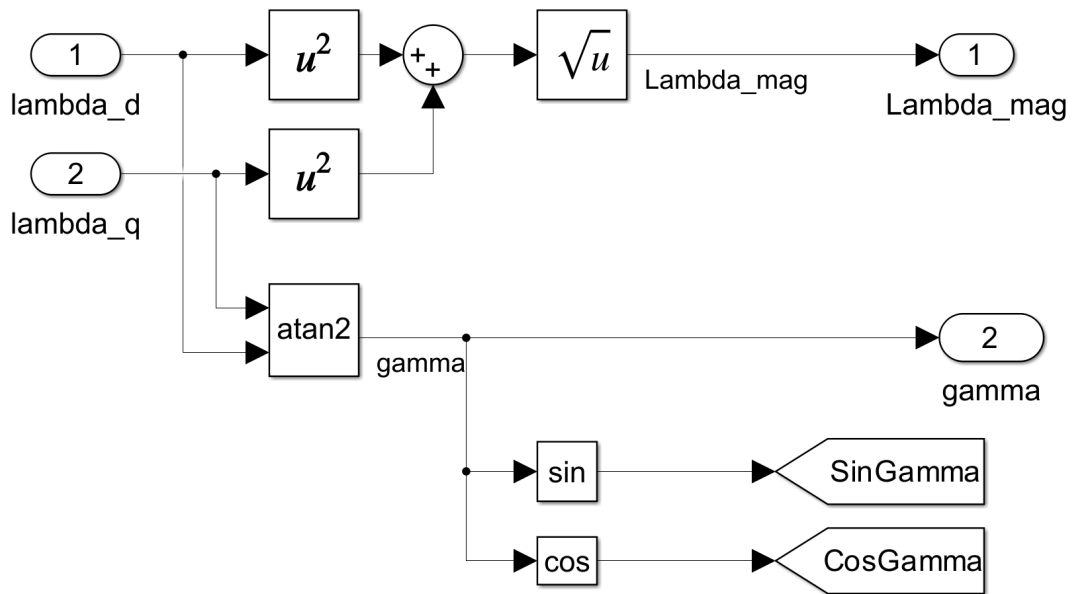 1
u²
++
√u
1
lambda_d
Lambda_mag
Lambda_mag
2
u²
lambda_q
atan2
gamma
2
gamma
sin
SinGamma
cos
CosGamma